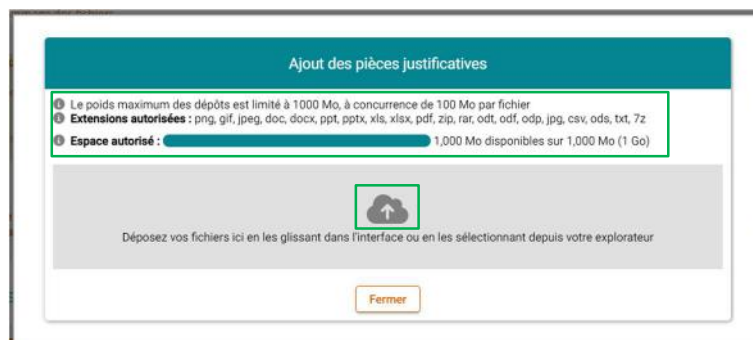 Ajout des pièces justificatives
Le poids maximum des dépôts est limité à 1000 Mo, à concurrence de 100 Mo par fichier
Extensions autorisées : png, gif, jpeg, doc, docx, ppt, pptx, xls, xlsx, pdf, zip, rar, odt, odf, odp, jpg, csv, ods, txt, 7z
Espace autorisé : 1,000 Mo disponibles sur 1,000 Mo (1 Go)
Déposez vos fichiers ici en les glissant dans l'interface ou en les sélectionnant depuis votre explorateur
Fermer